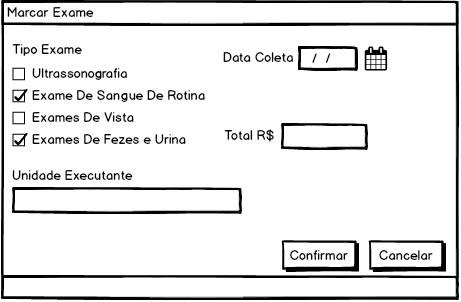 Marcar Exame
Tipo Exame
Data Coleta / /
Ultrassonografia
Exame De Sangue De Rotina
Exames De Vista
Exames De Fezes e Urina
Total R$
Unidade Executante
Confirmar
Cancelar